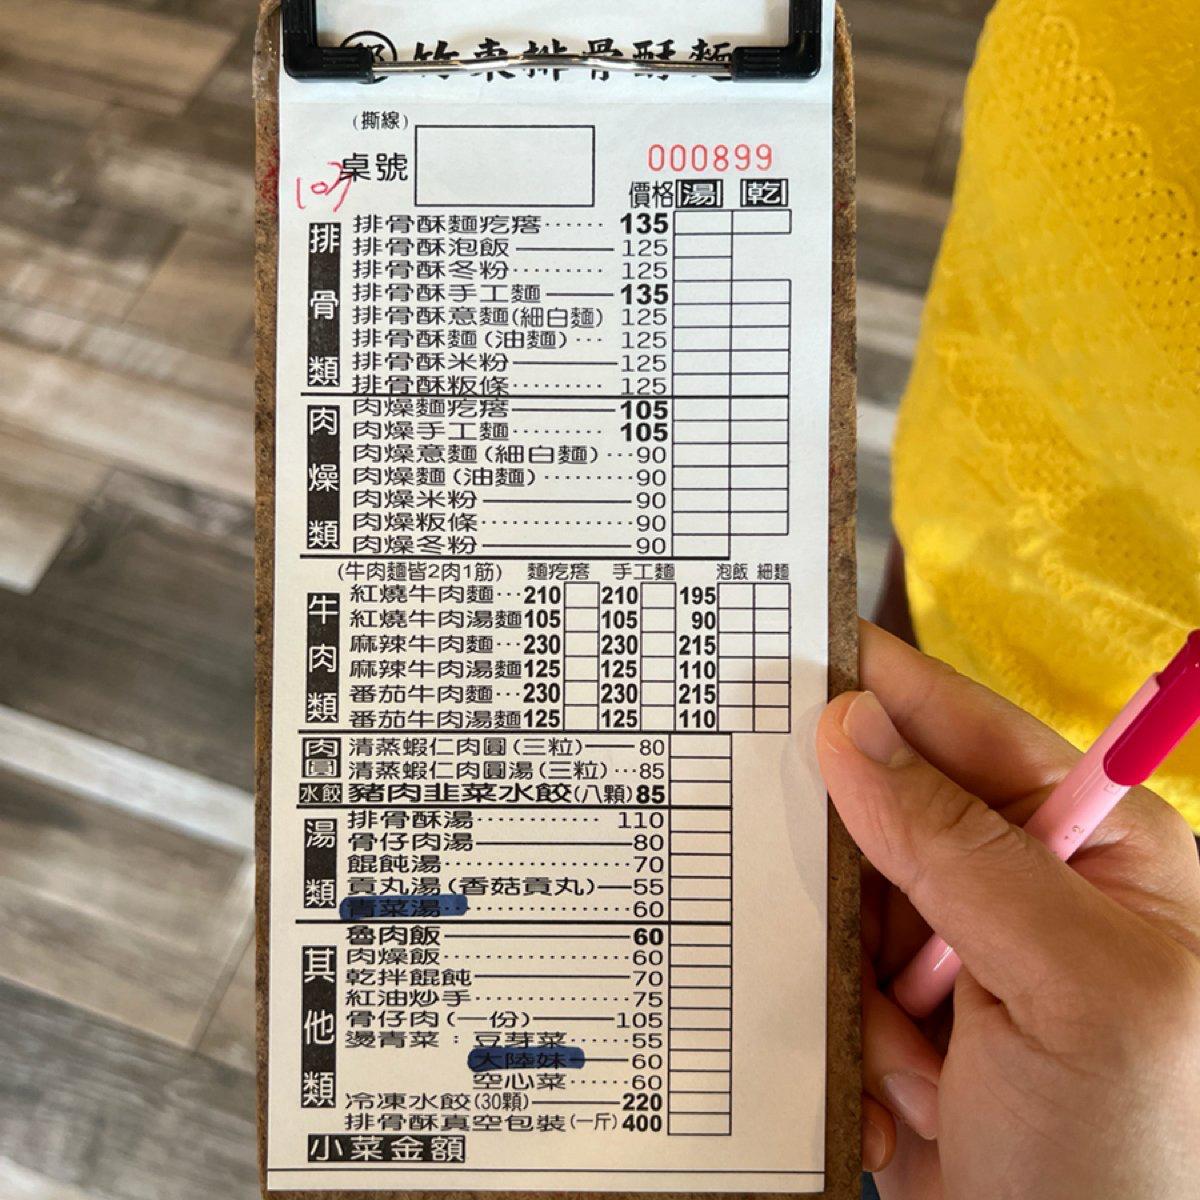 竹東排骨酥麵
(撕線)
桌號
107
000899
價格 湯 乾
排骨類
排骨酥麵疙瘩······ 135
排骨酥泡飯 125
排骨酥冬粉········· 125
排骨酥手工麵 135
排骨酥意麵(細白麵) 125
排骨酥麵(油麵)··· 125
排骨酥米粉 125
排骨酥粄條········· 125
肉燥類
肉燥麵疙瘩 105
肉燥手工麵 105
肉燥意麵(細白麵)···90
肉燥麵(油麵)·········90
肉燥米粉 90
肉燥粄條···············90
肉燥冬粉 90
牛肉類
(牛肉麵皆2肉1筋) 麵疙瘩 手工麵 泡飯 細麵
紅燒牛肉麵···210 210 195
紅燒牛肉湯麵105 105 90
麻辣牛肉麵···230 230 215
麻辣牛肉湯麵125 125 110
番茄牛肉麵···230 230 215
番茄牛肉湯麵125 125 110
肉圓
清蒸蝦仁肉圓(三粒) 80
清蒸蝦仁肉圓湯(三粒)···85
水餃 豬肉韭菜水餃(八顆)85
湯類
排骨酥湯············ 110
骨仔肉湯 80
餛飩湯··················70
貢丸湯(香菇貢丸) 55
青菜湯··················60
其他類
魯肉飯 60
肉燥飯··················60
乾拌餛飩 70
紅油炒手···············75
骨仔肉(一份) 105
燙青菜：豆芽菜······55
大陸妹 60
空心菜······60
冷凍水餃(30顆) 220
排骨酥真空包裝(一斤)400
小菜金額